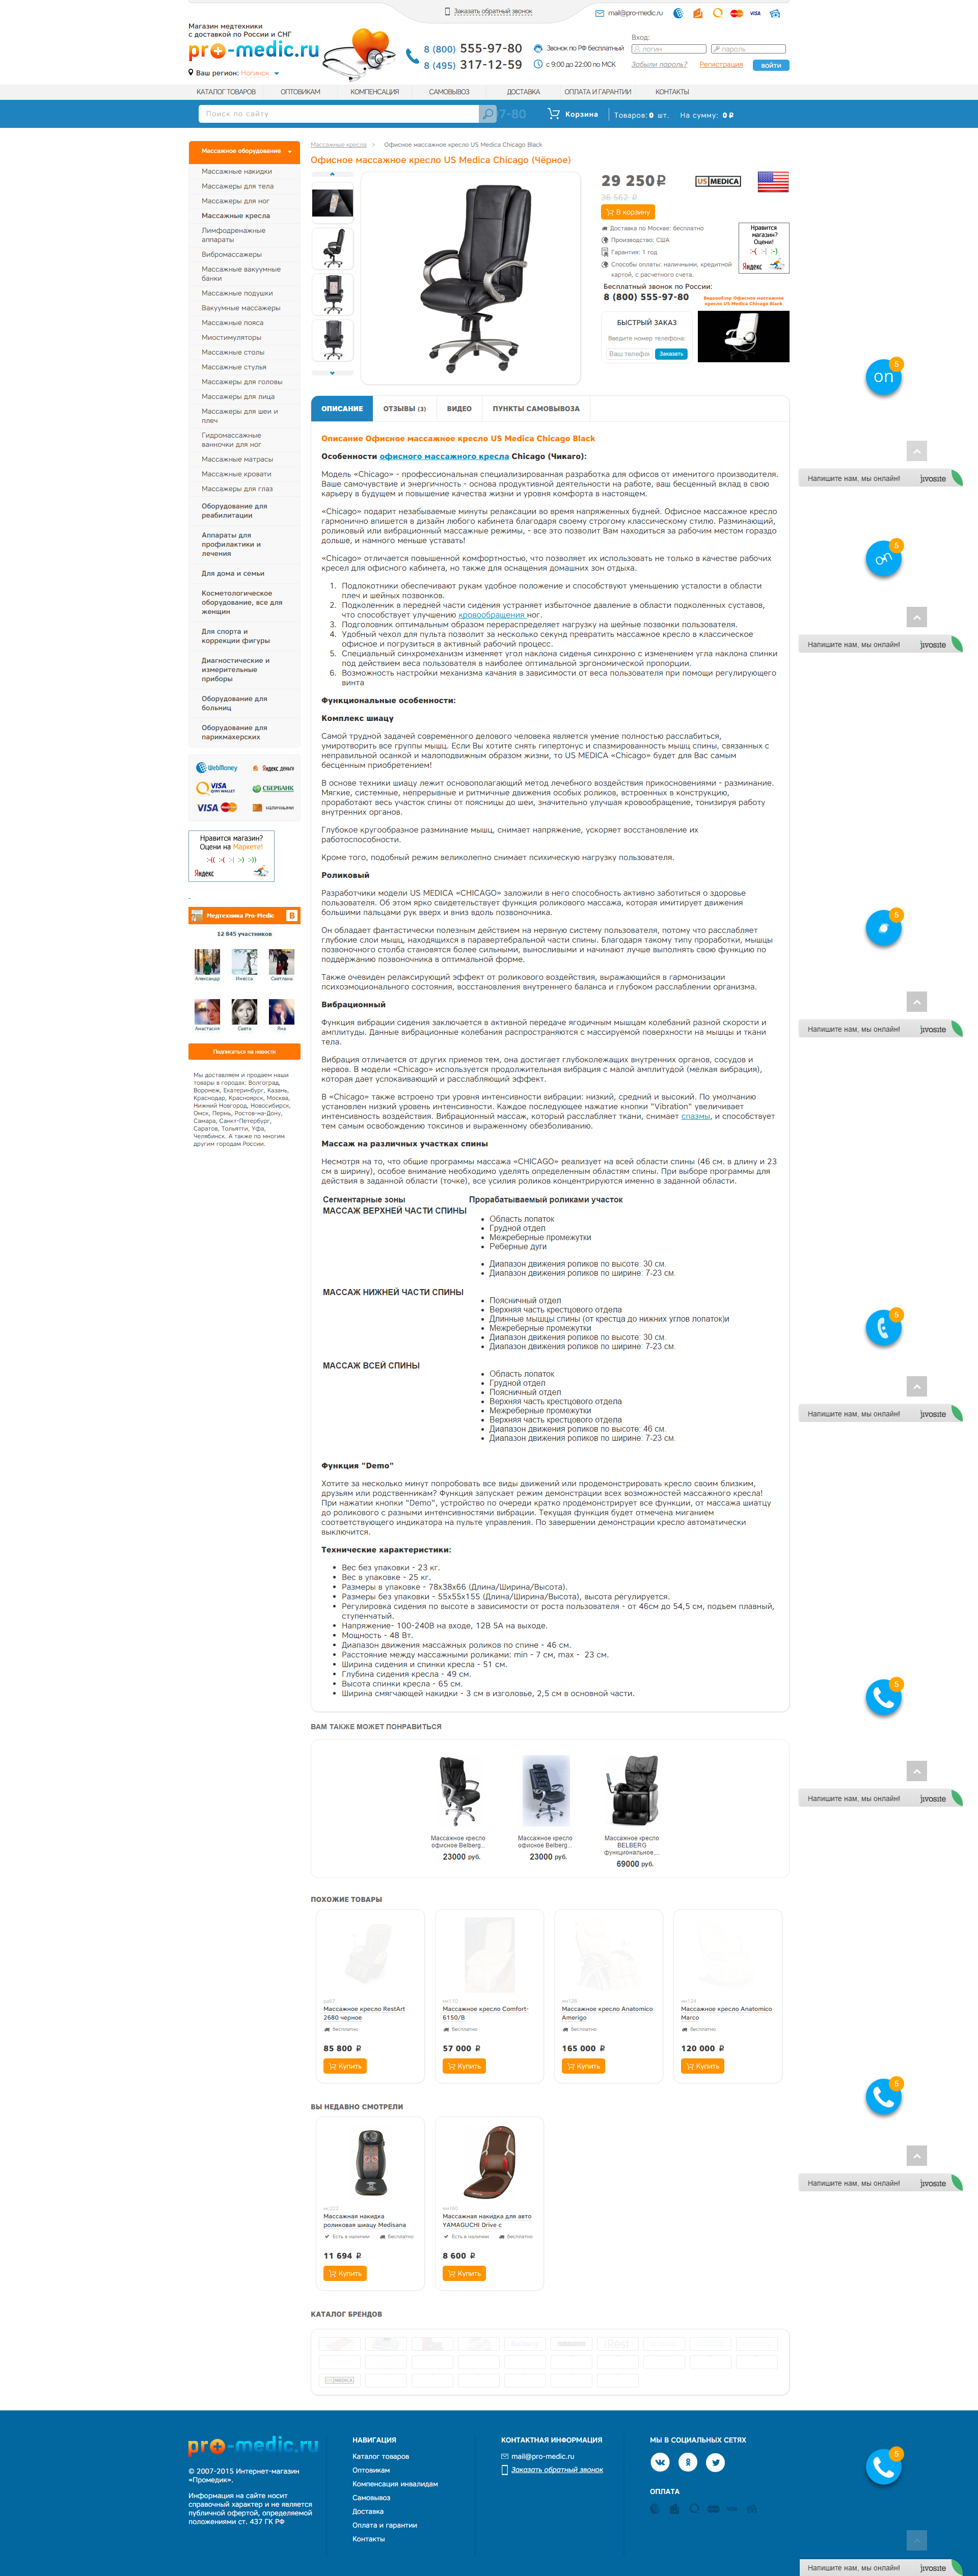 Заказать обратный звонок
mail@pro-medic.ru
VISA
Магазин медтехники
с доставкой по России и СНГ
pro-medic.ru
Ваш регион: Ногинск
8 (800) 555-97-80
8 (495) 317-12-59
Звонок по РФ бесплатный
с 9:00 до 22:00 по МСК
Вход:
логин
пароль
Забыли пароль?
Регистрация
ВОЙТИ
КАТАЛОГ ТОВАРОВ
ОПТОВИКАМ
КОМПЕНСАЦИЯ
САМОВЫВОЗ
ДОСТАВКА
ОПЛАТА И ГАРАНТИИ
КОНТАКТЫ
Поиск по сайту
7-80
Корзина
Товаров: 0 шт.
На сумму: 0 ₽
Массажное оборудование
Массажные накидки
Массажеры для тела
Массажеры для ног
Массажные кресла
Лимфодренажные
аппараты
Вибромассажеры
Массажные вакуумные
банки
Массажные подушки
Вакуумные массажеры
Массажные пояса
Миостимуляторы
Массажные столы
Массажные стулья
Массажеры для головы
Массажеры для лица
Массажеры для шеи и
плеч
Гидромассажные
ванночки для ног
Массажные матрасы
Массажные кровати
Массажеры для глаз
Оборудование для
реабилитации
Аппараты для
профилактики и
лечения
Для дома и семьи
Косметологическое
оборудование, все для
женщин
Для спорта и
коррекции фигуры
Диагностические и
измерительные
приборы
Оборудование для
больниц
Оборудование для
парикмахерских
WebMoney
Яндекс деньги
VISA
QIWI WALLET
СБЕРБАНК
VISA
MasterCard
наличными
Нравится магазин?
Оцени на Маркете!
:-(( :-( :-| :-) :-))
Яндекс
Медтехника Pro-Medic
12 845 участников
Александр
Инесса
Светлана
Анастасия
Света
Яна
Подписаться на новости
Мы доставляем и продаем наши
товары в городах: Волгоград,
Воронеж, Екатеринбург, Казань,
Краснодар, Красноярск, Москва,
Нижний Новгород, Новосибирск,
Омск, Пермь, Ростов-на-Дону,
Самара, Санкт-Петербург,
Саратов, Тольятти, Уфа,
Челябинск. А также по многим
другим городам России.
Массажные кресла > Офисное массажное кресло US Medica Chicago Black
Офисное массажное кресло US Medica Chicago (Чёрное)
29 250₽
36 562 ₽
В корзину
US MEDICA
Доставка по Москве: бесплатно
Производство: США
Гарантия: 1 год
Способы оплаты: наличными, кредитной
картой, с расчетного счета.
Нравится
магазин?
Оцени!
:-( :-| :-)
Яндекс
Бесплатный звонок по России:
8 (800) 555-97-80
БЫСТРЫЙ ЗАКАЗ
Введите номер телефона:
Ваш телефон
Заказать
Видеообзор Офисное массажное
кресло US Medica Chicago Black
ОПИСАНИЕ
ОТЗЫВЫ (3)
ВИДЕО
ПУНКТЫ САМОВЫВОЗА
Описание Офисное массажное кресло US Medica Chicago Black
Особенности офисного массажного кресла Chicago (Чикаго):
Модель «Chicago» - профессиональная специализированная разработка для офисов от именитого производителя.
Ваше самочувствие и энергичность - основа продуктивной деятельности на работе, ваш бесценный вклад в свою
карьеру в будущем и повышение качества жизни и уровня комфорта в настоящем.
«Chicago» подарит незабываемые минуты релаксации во время напряженных будней. Офисное массажное кресло
гармонично впишется в дизайн любого кабинета благодаря своему строгому классическому стилю. Разминающий,
роликовый или вибрационный массажные режимы, - все это позволит Вам находиться за рабочим местом гораздо
дольше, и намного меньше уставать!
«Chicago» отличается повышенной комфортностью, что позволяет их использовать не только в качестве рабочих
кресел для офисного кабинета, но также для оснащения домашних зон отдыха.
1. Подлокотники обеспечивают рукам удобное положение и способствуют уменьшению усталости в области
плеч и шейных позвонков.
2. Подколенник в передней части сидения устраняет избыточное давление в области подколенных суставов,
что способствует улучшению кровообращения ног.
3. Подголовник оптимальным образом перераспределяет нагрузку на шейные позвонки пользователя.
4. Удобный чехол для пульта позволит за несколько секунд превратить массажное кресло в классическое
офисное и погрузиться в активный рабочий процесс.
5. Специальный синхромеханизм изменяет угол наклона сиденья синхронно с изменением угла наклона спинки
под действием веса пользователя в наиболее оптимальной эргономичной пропорции.
6. Возможность настройки механизма качания в зависимости от веса пользователя при помощи регулирующего
винта
Функциональные особенности:
Комплекс шиацу
Самой трудной задачей современного делового человека является умение полностью расслабиться,
умиротворить все группы мышц. Если Вы хотите снять гипертонус и спазмированность мышц спины, связанных с
неправильной осанкой и малоподвижным образом жизни, то US MEDICA «Chicago» будет для Вас самым
бесценным приобретением!
В основе техники шиацу лежит основополагающий метод лечебного воздействия прикосновениями - разминание.
Мягкие, системные, непрерывные и ритмичные движения особых роликов, встроенных в конструкцию,
проработают весь участок спины от поясницы до шеи, значительно улучшая кровообращение, тонизируя работу
внутренних органов.
Глубокое кругообразное разминание мышц, снимает напряжение, ускоряет восстановление их
работоспособности.
Кроме того, подобный режим великолепно снимает психическую нагрузку пользователя.
Роликовый
Разработчики модели US MEDICA «CHICAGO» заложили в него способность активно заботиться о здоровье
пользователя. Об этом ярко свидетельствует функция роликового массажа, которая имитирует движения
большими пальцами рук вверх и вниз вдоль позвоночника.
Он обладает фантастически полезным действием на нервную систему пользователя, потому что расслабляет
глубокие слои мышц, находящихся в паравертебральной части спины. Благодаря такому типу проработки, мышцы
позвоночного столба становятся более сильными, выносливыми и начинают лучше выполнять свою функцию по
поддержанию позвоночника в оптимальной форме.
Также очевиден релаксирующий эффект от роликового воздействия, выражающийся в гармонизации
психоэмоционального состояния, восстановления внутреннего баланса и глубоком расслаблении организма.
Вибрационный
Функция вибрации сидения заключается в активной передаче ягодичным мышцам колебаний разной скорости и
амплитуды. Данные вибрационные колебания распространяются с массируемой поверхности на мышцы и ткани
тела.
Вибрация отличается от других приемов тем, она достигает глубоколежащих внутренних органов, сосудов и
нервов. В модели «Chicago» используется продолжительная вибрация с малой амплитудой (мелкая вибрация),
которая дает успокаивающий и расслабляющий эффект.
В «Chicago» также встроено три уровня интенсивности вибрации: низкий, средний и высокий. По умолчанию
установлен низкий уровень интенсивности. Каждое последующее нажатие кнопки "Vibration" увеличивает
интенсивность воздействия. Вибрационный массаж, который расслабляет ткани, снимает спазмы, и способствует
тем самым освобождению токсинов и выраженному обезболиванию.
Массаж на различных участках спины
Несмотря на то, что общие программы массажа «CHICAGO» реализует на всей области спины (46 см. в длину и 23
см в ширину), особое внимание необходимо уделять определенным областям спины. При выборе программы для
действия в заданной области (точке), все усилия роликов концентрируются именно в заданной области.
Сегментарные зоны
Прорабатываемый роликами участок
МАССАЖ ВЕРХНЕЙ ЧАСТИ СПИНЫ
• Область лопаток
• Грудной отдел
• Межреберные промежутки
• Реберные дуги
• Диапазон движения роликов по высоте: 30 см.
• Диапазон движения роликов по ширине: 7-23 см.
МАССАЖ НИЖНЕЙ ЧАСТИ СПИНЫ
• Поясничный отдел
• Верхняя часть крестцового отдела
• Длинные мышцы спины (от крестца до нижних углов лопаток)и
• Межреберные промежутки
• Диапазон движения роликов по высоте: 30 см.
• Диапазон движения роликов по ширине: 7-23 см.
МАССАЖ ВСЕЙ СПИНЫ
• Область лопаток
• Грудной отдел
• Поясничный отдел
• Верхняя часть крестцового отдела
• Межреберные промежутки
• Верхняя часть крестцового отдела
• Диапазон движения роликов по высоте: 46 см.
• Диапазон движения роликов по ширине: 7-23 см.
Функция "Demo"
Хотите за несколько минут попробовать все виды движений или продемонстрировать кресло своим близким,
друзьям или родственникам? Функция запускает режим демонстрации всех возможностей массажного кресла!
При нажатии кнопки "Demo", устройство по очереди кратко продемонстрирует все функции, от массажа шиатцу
до роликового с разными интенсивностями вибрации. Текущая функция будет отмечена миганием
соответствующего индикатора на пульте управления. По завершении демонстрации кресло автоматически
выключится.
Технические характеристики:
• Вес без упаковки - 23 кг.
• Вес в упаковке - 25 кг.
• Размеры в упаковке - 78x38x66 (Длина/Ширина/Высота).
• Размеры без упаковки - 55x55x155 (Длина/Ширина/Высота), высота регулируется.
• Регулировка сидения по высоте в зависимости от роста пользователя - от 46см до 54,5 см, подъем плавный,
ступенчатый.
• Напряжение- 100-240В на входе, 12В 5А на выходе.
• Мощность - 48 Вт.
• Диапазон движения массажных роликов по спине - 46 см.
• Расстояние между массажными роликами: min - 7 см, max - 23 см.
• Ширина сидения и спинки кресла - 51 см.
• Глубина сидения кресла - 49 см.
• Высота спинки кресла - 65 см.
• Ширина смягчающей накидки - 3 см в изголовье, 2,5 см в основной части.
ВАМ ТАКЖЕ МОЖЕТ ПОНРАВИТЬСЯ
Массажное кресло
офисное Belberg...
23000 руб.
Массажное кресло
офисное Belberg...
23000 руб.
Массажное кресло
BELBERG
функциональное,...
69000 руб.
ПОХОЖИЕ ТОВАРЫ
Массажное кресло RestArt
2680 черное
бесплатно
85 800 ₽
Купить
Массажное кресло Comfort-
6150/B
бесплатно
57 000 ₽
Купить
Массажное кресло Anatomico
Amerigo
бесплатно
165 000 ₽
Купить
Массажное кресло Anatomico
Marco
бесплатно
120 000 ₽
Купить
ВЫ НЕДАВНО СМОТРЕЛИ
Массажная накидка
роликовая шиацу Medisana
Есть в наличии
бесплатно
11 694 ₽
Купить
Массажная накидка для авто
YAMAGUCHI Drive с
Есть в наличии
бесплатно
8 600 ₽
Купить
КАТАЛОГ БРЕНДОВ
iRest
US MEDICA
on
5
Напишите нам, мы онлайн!
jivosite
on
5
Напишите нам, мы онлайн!
jivosite
5
Напишите нам, мы онлайн!
jivosite
5
Напишите нам, мы онлайн!
jivosite
5
Напишите нам, мы онлайн!
jivosite
5
Напишите нам, мы онлайн!
jivosite
5
Напишите нам, мы онлайн!
jivosite
pro-medic.ru
© 2007-2015 Интернет-магазин
«Промедик».
Информация на сайте носит
справочный характер и не является
публичной офертой, определяемой
положениями ст. 437 ГК РФ
НАВИГАЦИЯ
Каталог товаров
Оптовикам
Компенсация инвалидам
Самовывоз
Доставка
Оплата и гарантии
Контакты
КОНТАКТНАЯ ИНФОРМАЦИЯ
mail@pro-medic.ru
Заказать обратный звонок
МЫ В СОЦИАЛЬНЫХ СЕТЯХ
ОПЛАТА